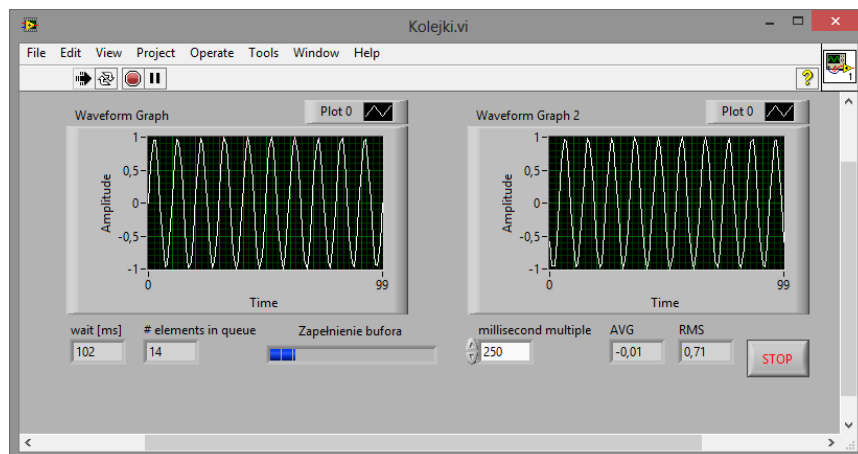 Kolejki.vi
File Edit View Project Operate Tools Window Help
?
1
Waveform Graph
Plot 0
Amplitude
1
0,5
0
-0,5
-1
0
99
Time
Waveform Graph 2
Plot 0
Amplitude
1
0,5
0
-0,5
-1
0
99
Time
wait [ms]
102
# elements in queue
14
Zapełnienie bufora
millisecond multiple
250
AVG
-0,01
RMS
0,71
STOP